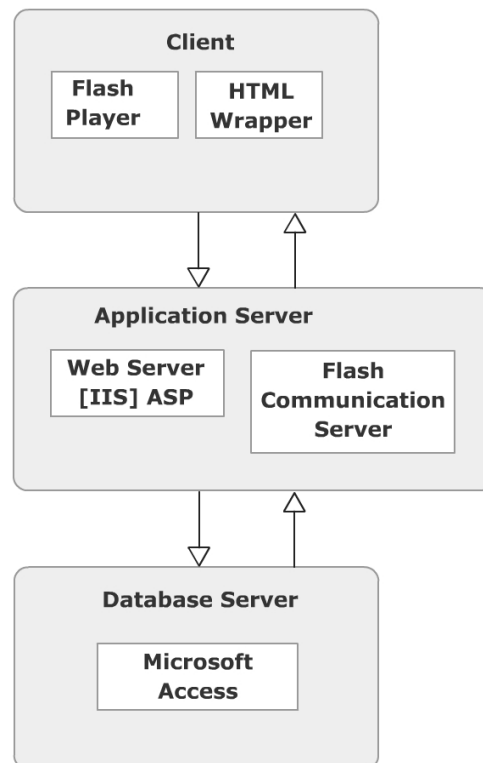 Client
Flash
Player
HTML
Wrapper
Application Server
Web Server
[IIS] ASP
Flash
Communication
Server
Database Server
Microsoft
Access